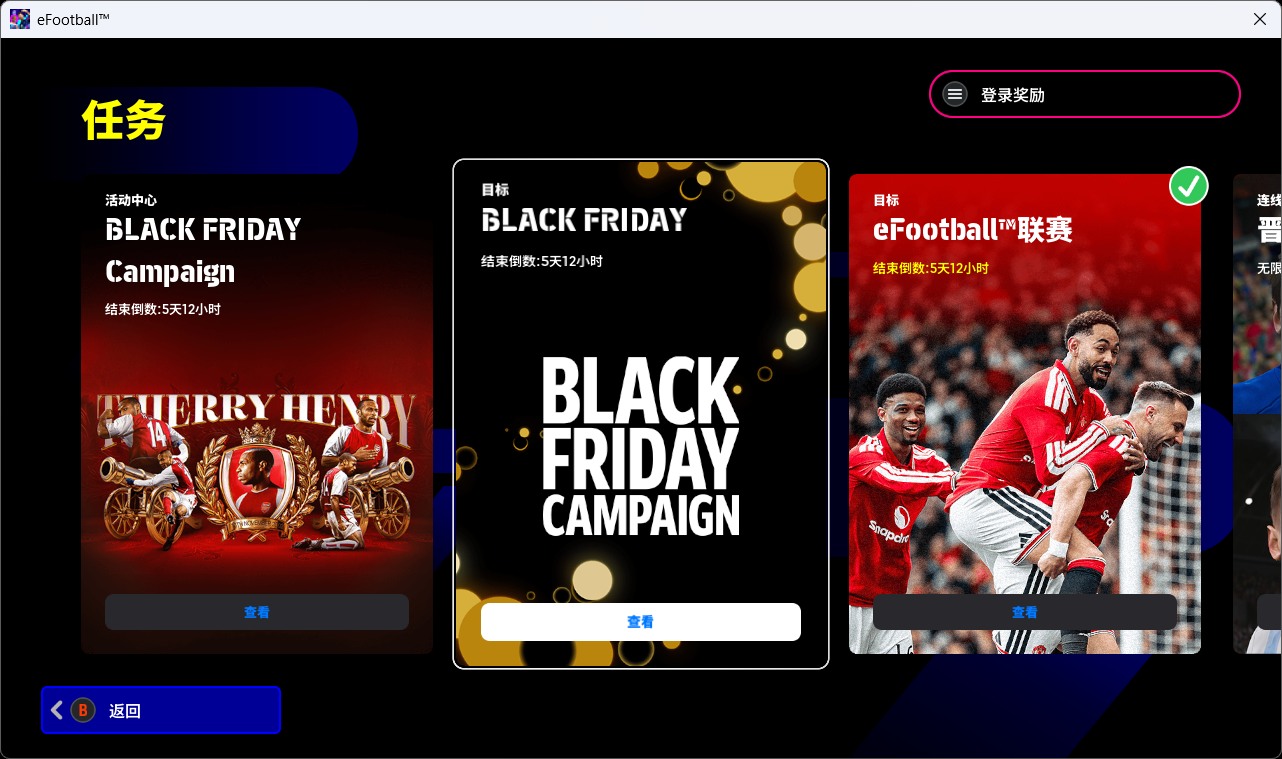 eFootball™
任务
登录奖励
活动中心
BLACK FRIDAY
Campaign
结束倒数:5天12小时
THIERRY HENRY
14
查看
目标
BLACK FRIDAY
结束倒数:5天12小时
BLACK
FRIDAY
CAMPAIGN
查看
目标
eFootball™联赛
结束倒数:5天12小时
Snapdra
查看
连线
晋
无限
B 返回